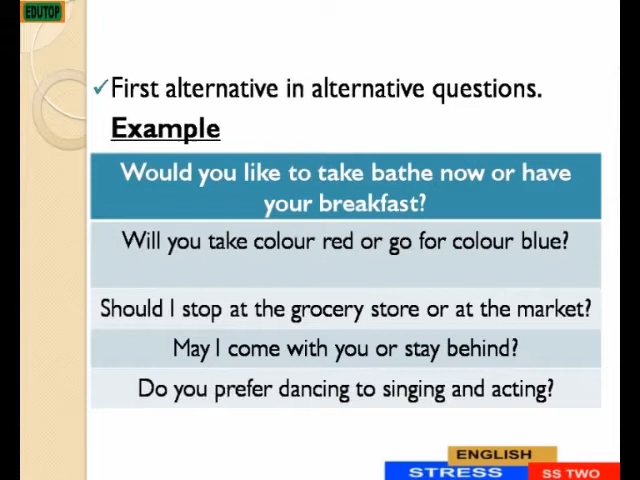 EDUTOP
✓First alternative in alternative questions.
Example
Would you like to take bathe now or have
your breakfast?
Will you take colour red or go for colour blue?
Should I stop at the grocery store or at the market?
May I come with you or stay behind?
Do you prefer dancing to singing and acting?
ENGLISH
STRESS
SS TWO